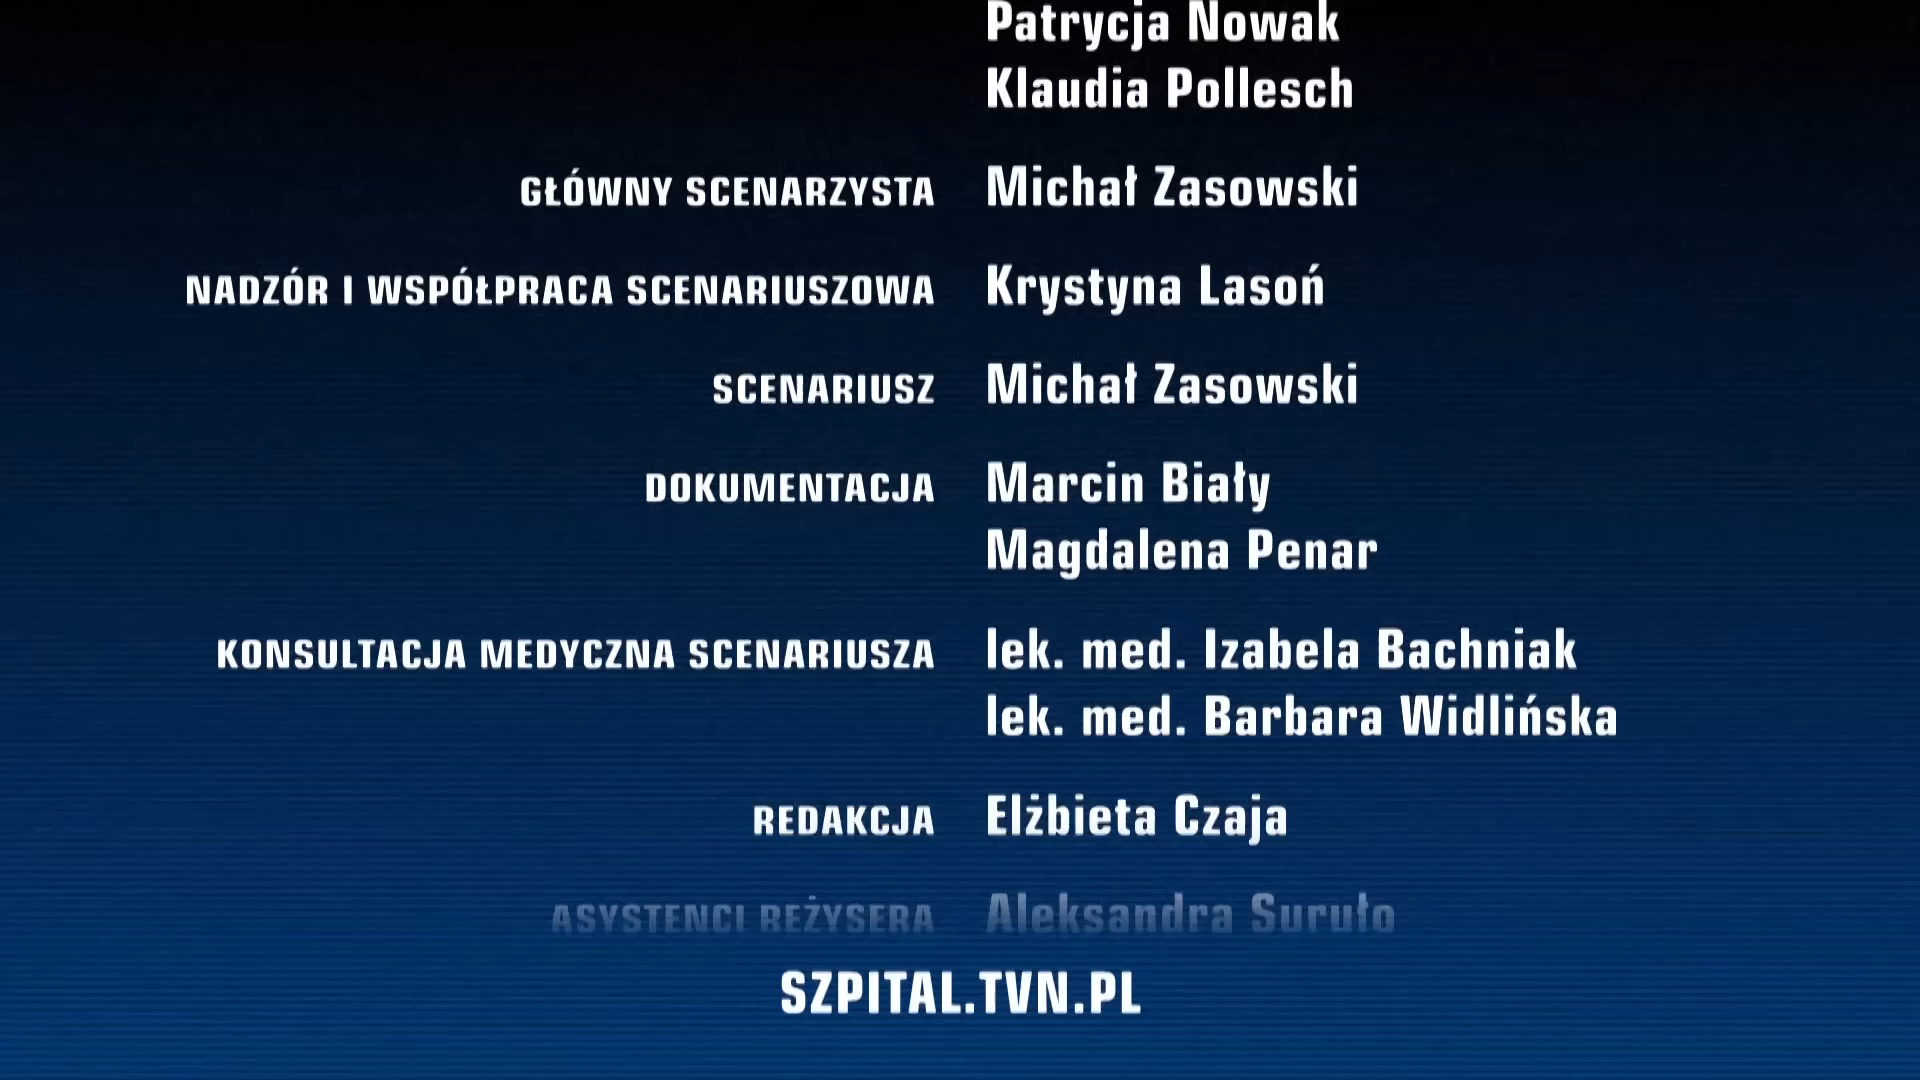 Patrycja Nowak
Klaudia Pollesch
GŁÓWNY SCENARZYSTA Michał Zasowski
NADZÓR I WSPÓŁPRACA SCENARIUSZOWA Krystyna Lasoń
SCENARIUSZ Michał Zasowski
DOKUMENTACJA Marcin Biały
Magdalena Penar
KONSULTACJA MEDYCZNA SCENARIUSZA lek. med. Izabela Bachniak
lek. med. Barbara Widlińska
REDAKCJA Elżbieta Czaja
ASYSTENCI REŻYSERA Aleksandra Suruło
SZPITAL.TVN.PL